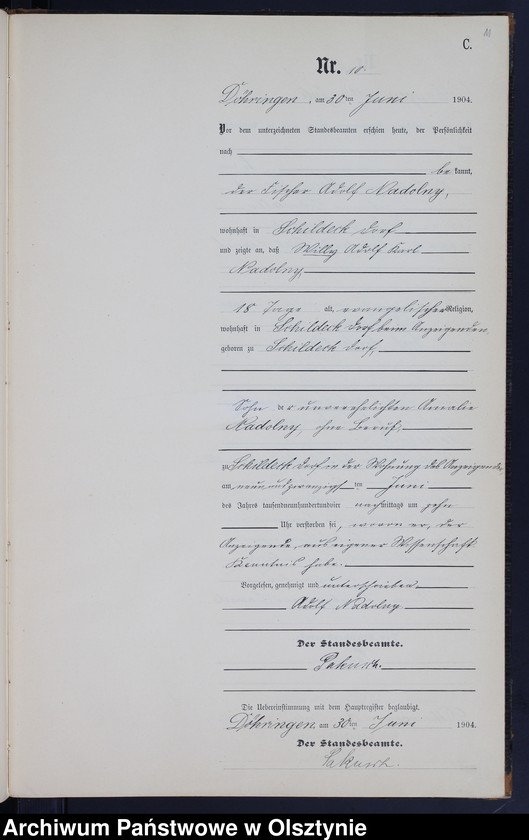 11
C.
Nr. 10.
Döhringen, am 30ten Juni 1904.
Vor dem unterzeichneten Standesbeamten erschien heute, der Persönlichkeit
nach
be kannt,
der Fischer Adolf Nadolny,
wohnhaft in Schildeck Dorf
und zeigte an, daß Willy Adolf Karl
Nadolny,
18 Tage alt, evangelischer Religion,
wohnhaft in Schildeck Dorf beim Anzeigenden
geboren zu Schildeck Dorf,
Sohn der unverehelichten Amalie
Nadolny, ohne Beruf,
zu Schildeck Dorf in der Wohnung des Anzeigenden
am neunundzwanzigsten Juni
des Jahres tausendneunhundertundvier nachmittags um zehn
Uhr verstorben sei, wovon er, der
Anzeigende, aus eigener Wissenschaft
Kenntnis habe.
Vorgelesen, genehmigt und unterschrieben
Adolf Nadolny
Der Standesbeamte.
Die Uebereinstimmung mit dem Hauptregister beglaubigt.
Döhringen, am 30ten Juni 1904.
Der Standesbeamte.
Archiwum Państwowe w Olsztynie